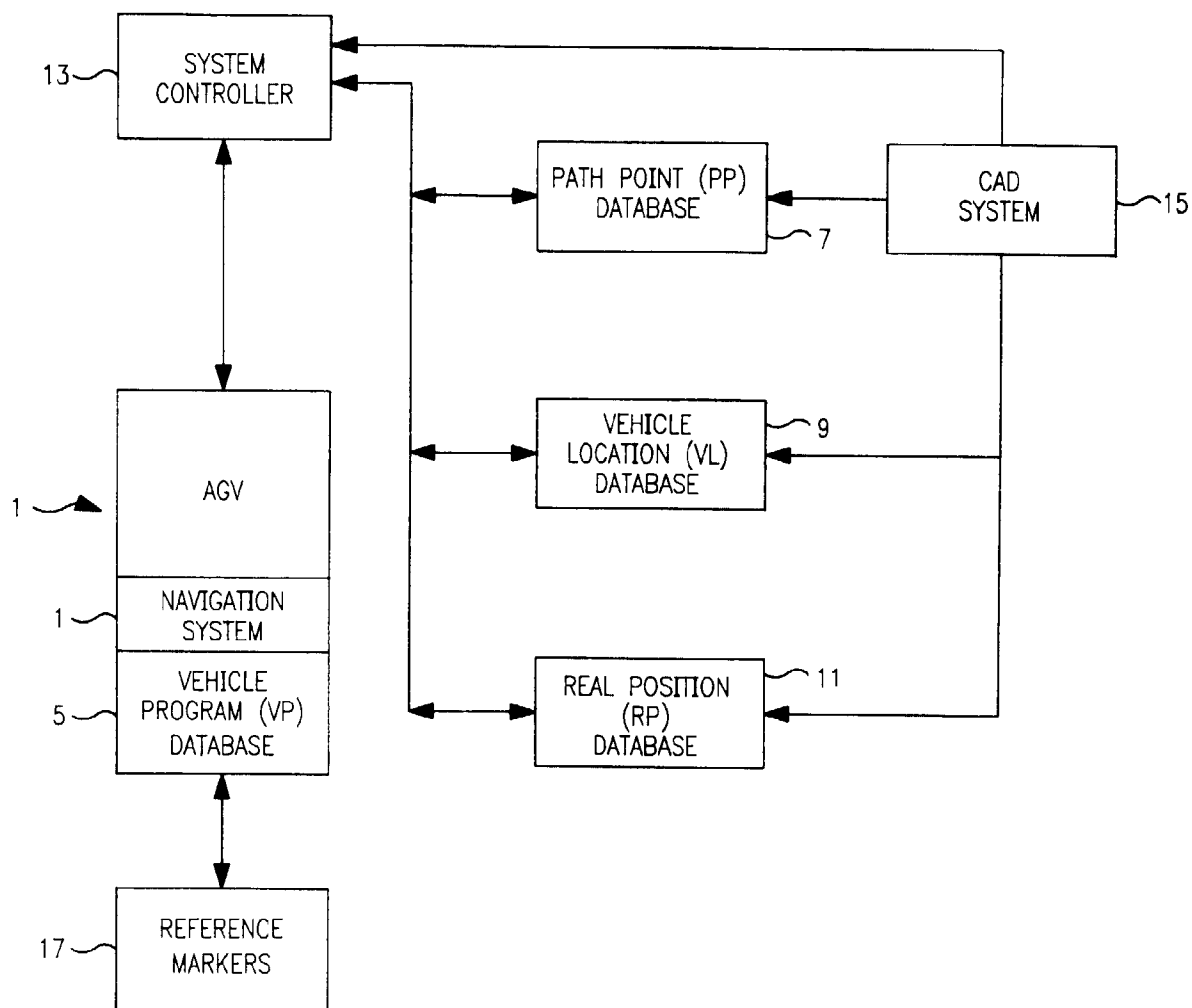 13
SYSTEM
CONTROLLER
PATH POINT (PP)
DATABASE
7
CAD
SYSTEM
15
1
AGV
VEHICLE
LOCATION (VL)
DATABASE
9
1
NAVIGATION
SYSTEM
5
VEHICLE
PROGRAM (VP)
DATABASE
REAL POSITION
(RP)
DATABASE
11
17
REFERENCE
MARKERS